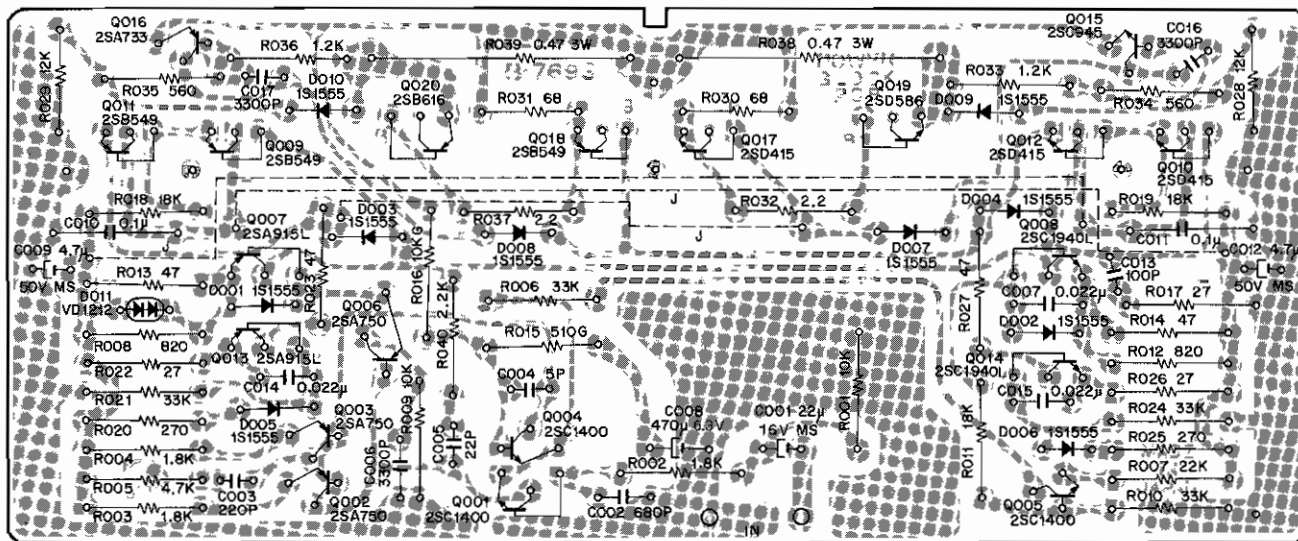 Q016
2SA733
R036 1.2K
R039 0.47 3W
R038 0.47 3W
Q015
2SC945
C016
3300P
R029 12K
R035 560
C017
3300P
D010
1S1555
Q020
2SB616
R031 68
R030 68
Q019
2SD586
D009
R033 1.2K
1S1555
R034 560
R028 12K
Q011
2SB549
Q009
2SB549
Q018
2SB549
Q017
2SD415
Q012
2SD415
Q010
2SD415
R018 18K
C010 0.1μ
J
Q007
2SA915L
D003
1S1555
R037 2.2
D008
1S1555
J
J
R032 2.2
D007
1S1555
D004 1S1555
Q008
2SC1940L
R019 18K
C011 0.1μ
C009 4.7μ
50V MS
R013 47
D011
VD1212
D001 1S1555
R023 47
R016 10KG
Q006
2SA750
R040 2.2K
R006 33K
R015 510G
R027 47
C007 0.022μ
D002 1S1555
C013
100P
C012 4.7μ
50V MS
R017 27
R014 47
R008 820
Q013 2SA915L
R022 27
C014 0.022μ
R021 33K
D005
1S1555
R020 270
R004 1.8K
R005 4.7K
R003 1.8K
C003
220P
Q003
2SA750
Q002
2SA750
C006
3300P
R009 10K
C005
22P
C004 5P
Q004
2SC1400
Q001
2SC1400
C008
470μ 6.3V
R002 1.8K
C002 680P
C001 22μ
16V MS
R001 10K
IN
Q014
2SC1940L
C015 0.022μ
R011 18K
D006 1S1555
Q005
2SC1400
R012 820
R026 27
R024 33K
R025 270
R007 22K
R010 33K